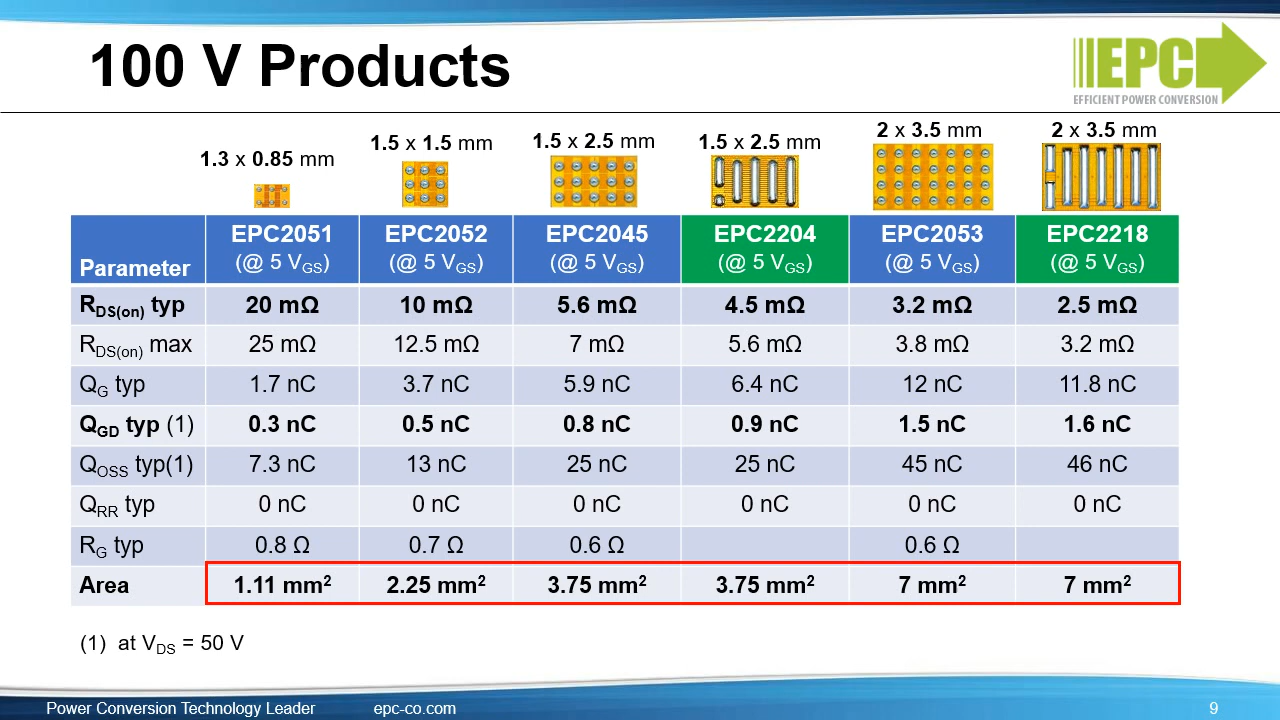 100 V Products
EPC
EFFICIENT POWER CONVERSION
1.3 x 0.85 mm
1.5 x 1.5 mm
1.5 x 2.5 mm
1.5 x 2.5 mm
2 x 3.5 mm
2 x 3.5 mm
Parameter EPC2051 (@ 5 VGS) EPC2052 (@ 5 VGS) EPC2045 (@ 5 VGS) EPC2204 (@ 5 VGS) EPC2053 (@ 5 VGS) EPC2218 (@ 5 VGS)
RDS(on) typ 20 mΩ 10 mΩ 5.6 mΩ 4.5 mΩ 3.2 mΩ 2.5 mΩ
RDS(on) max 25 mΩ 12.5 mΩ 7 mΩ 5.6 mΩ 3.8 mΩ 3.2 mΩ
QG typ 1.7 nC 3.7 nC 5.9 nC 6.4 nC 12 nC 11.8 nC
QGD typ (1) 0.3 nC 0.5 nC 0.8 nC 0.9 nC 1.5 nC 1.6 nC
QOSS typ(1) 7.3 nC 13 nC 25 nC 25 nC 45 nC 46 nC
QRR typ 0 nC 0 nC 0 nC 0 nC 0 nC 0 nC
RG typ 0.8 Ω 0.7 Ω 0.6 Ω 0.6 Ω
Area 1.11 mm² 2.25 mm² 3.75 mm² 3.75 mm² 7 mm² 7 mm²
(1) at VDS = 50 V
Power Conversion Technology Leader epc-co.com 9